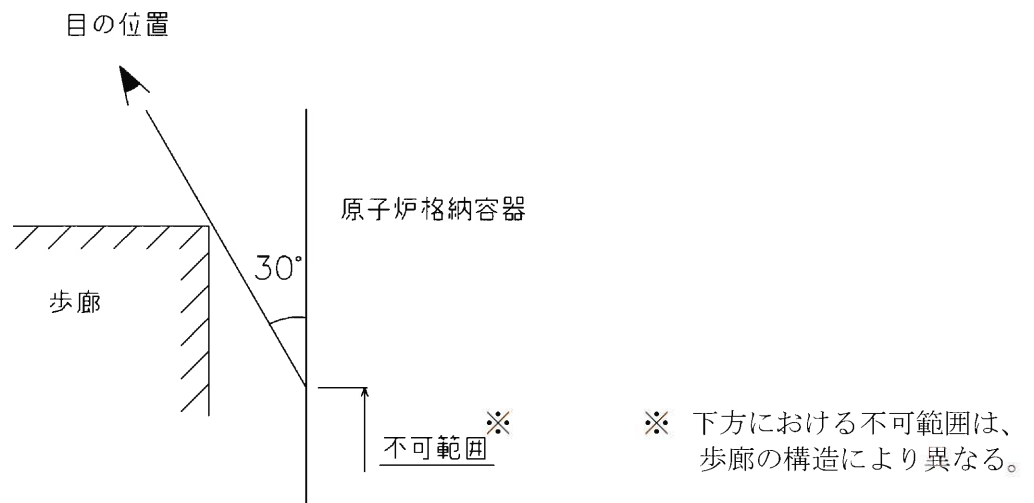 目の位置
原子炉格納容器
30°
歩廊
不可範囲※
※ 下方における不可範囲は、
歩廊の構造により異なる。